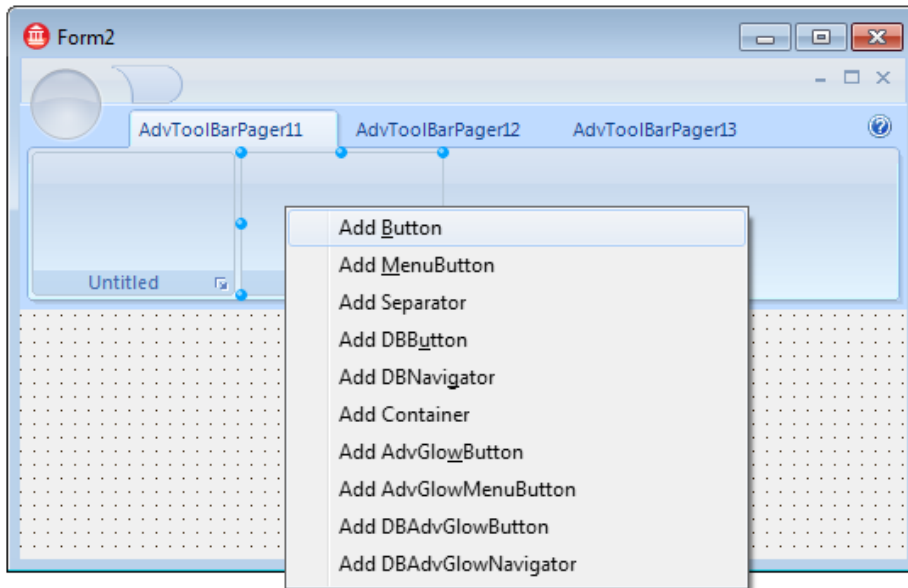 Form2
AdvToolBarPager11 AdvToolBarPager12 AdvToolBarPager13
Untitled
Add Button
Add MenuButton
Add Separator
Add DBButton
Add DBNavigator
Add Container
Add AdvGlowButton
Add AdvGlowMenuButton
Add DBAdvGlowButton
Add DBAdvGlowNavigator